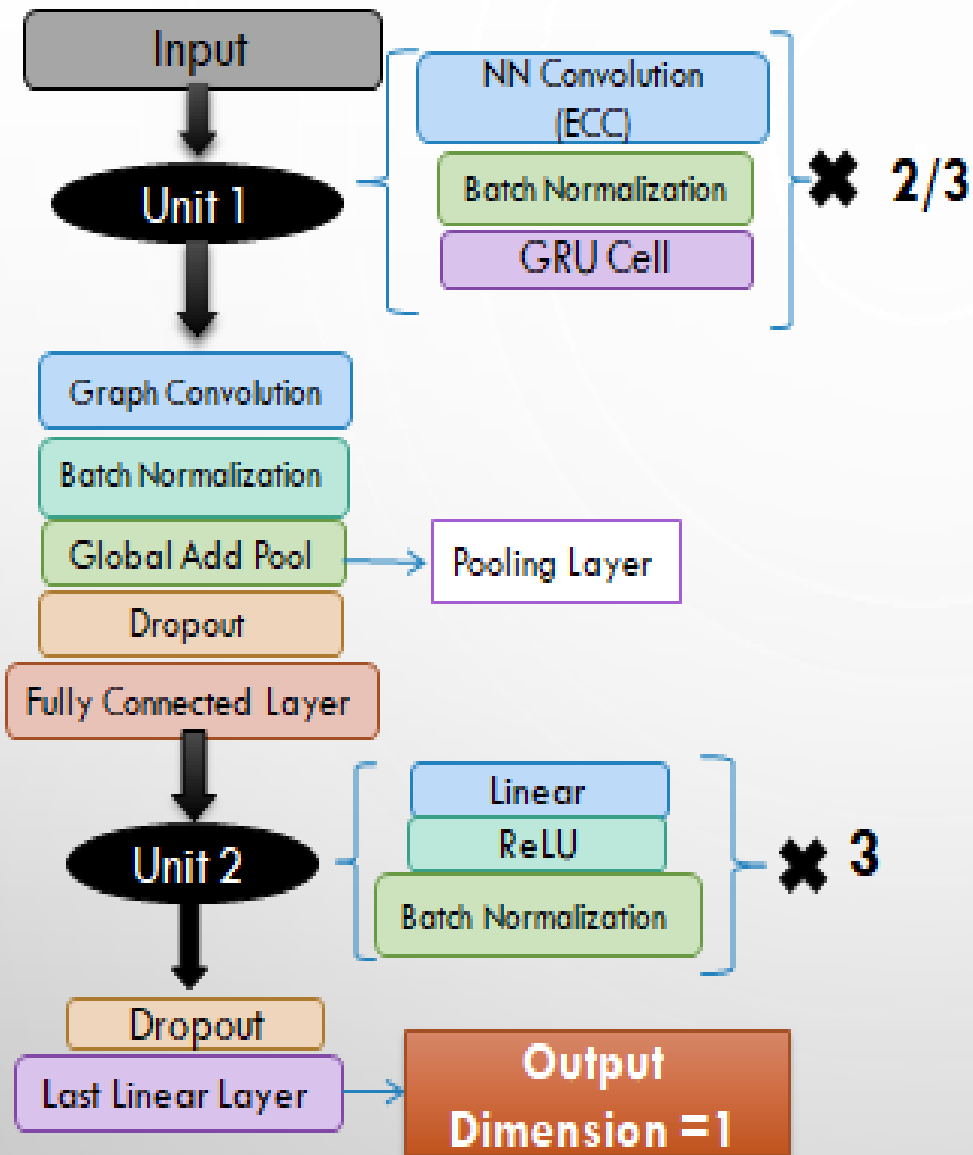 Input
NN Convolution
(ECC)
Batch Normalization
GRU Cell
✖ 2/3
Unit 1
Graph Convolution
Batch Normalization
Global Add Pool
Pooling Layer
Dropout
Fully Connected Layer
Unit 2
Linear
ReLU
Batch Normalization
✖ 3
Dropout
Last Linear Layer
Output
Dimension =1